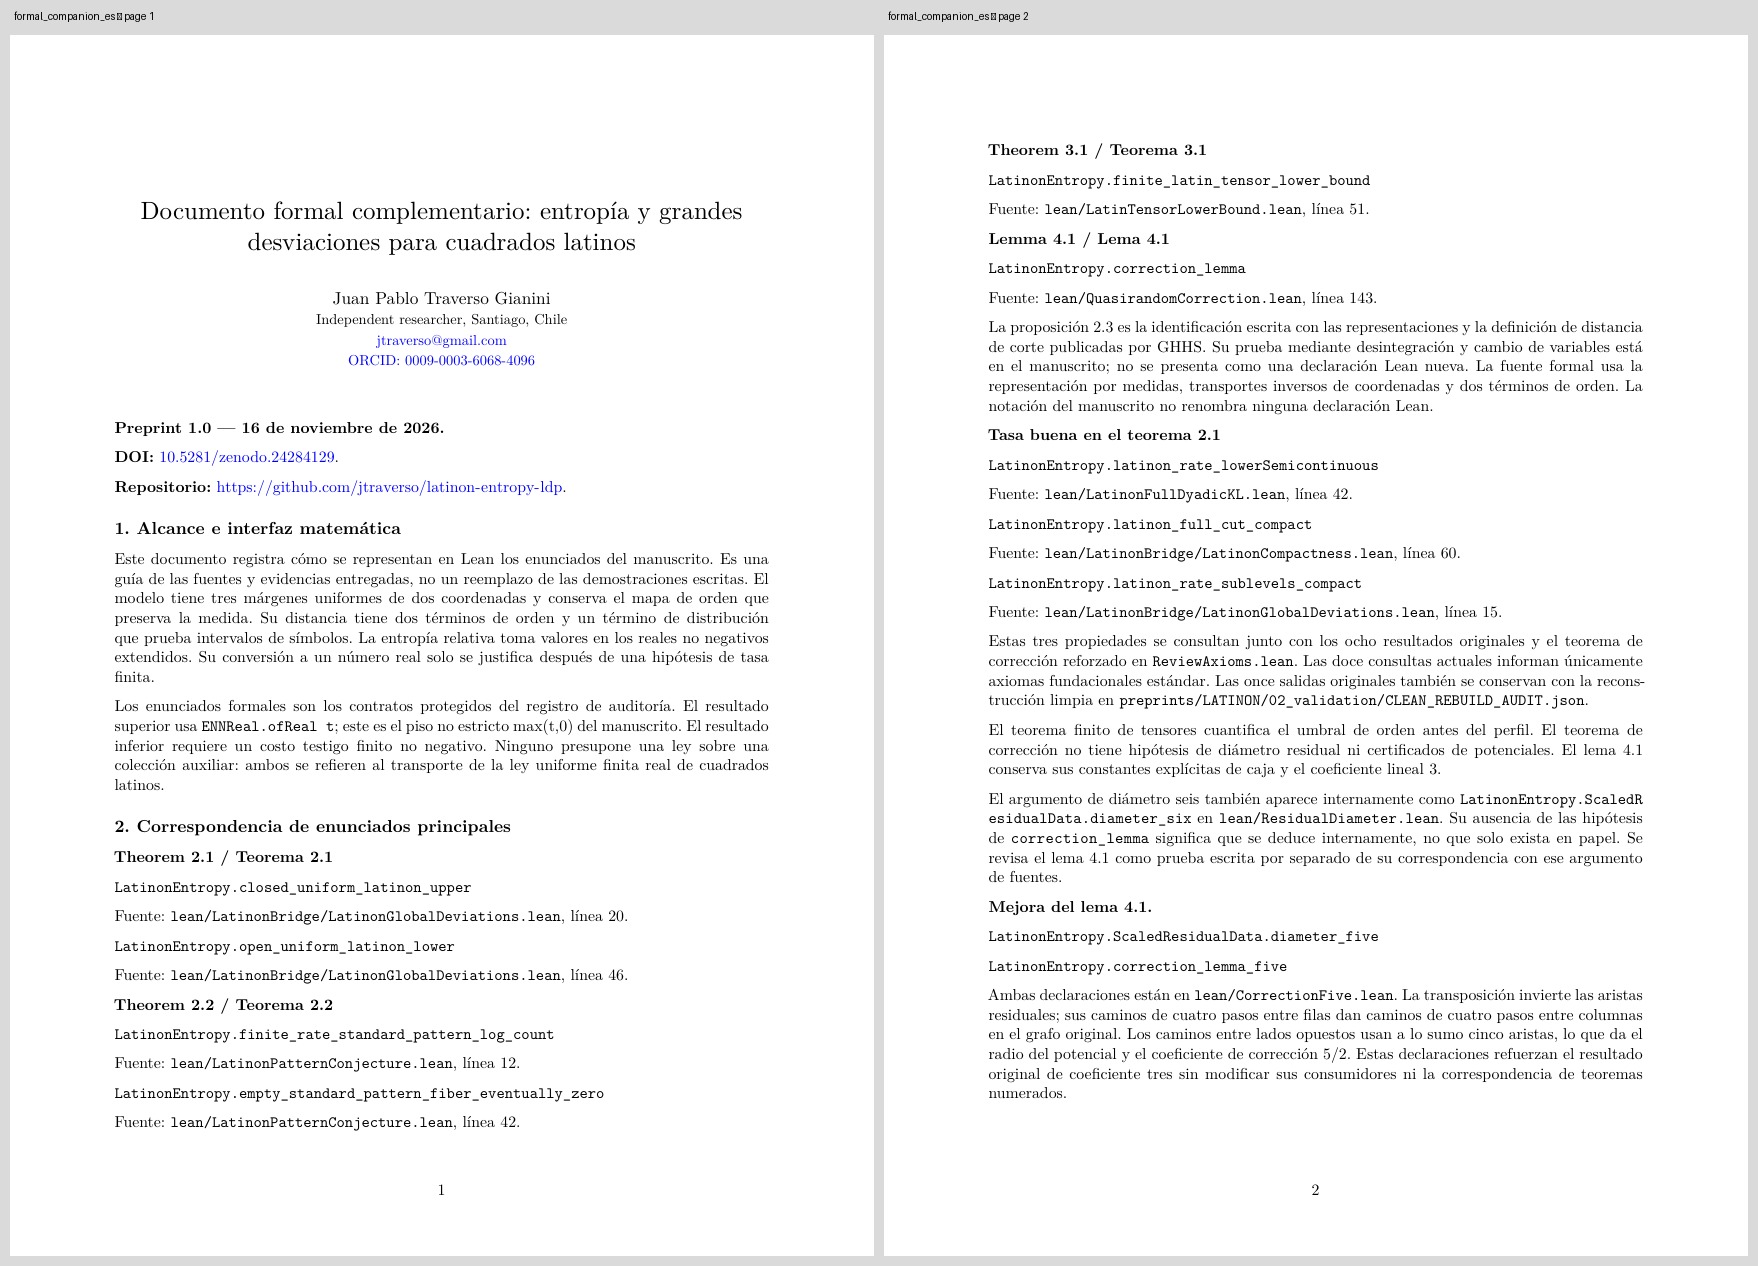 formal_companion_es page 1
Documento formal complementario: entropía y grandes
desviaciones para cuadrados latinos
Juan Pablo Traverso Gianini
Independent researcher, Santiago, Chile
jtraverso@gmail.com
ORCID: 0009-0003-6068-4096
Preprint 1.0 — 16 de noviembre de 2026.
DOI: 10.5281/zenodo.24284129.
Repositorio: https://github.com/jtraverso/latinon-entropy-ldp.
1. Alcance e interfaz matemática
Este documento registra cómo se representan en Lean los enunciados del manuscrito. Es una
guía de las fuentes y evidencias entregadas, no un reemplazo de las demostraciones escritas. El
modelo tiene tres márgenes uniformes de dos coordenadas y conserva el mapa de orden que
preserva la medida. Su distancia tiene dos términos de orden y un término de distribución
que prueba intervalos de símbolos. La entropía relativa toma valores en los reales no negativos
extendidos. Su conversión a un número real solo se justifica después de una hipótesis de tasa
finita.
Los enunciados formales son los contratos protegidos del registro de auditoría. El resultado
superior usa ENNReal.ofReal t; este es el piso no estricto max(t,0) del manuscrito. El resultado
inferior requiere un costo testigo finito no negativo. Ninguno presupone una ley sobre una
colección auxiliar: ambos se refieren al transporte de la ley uniforme finita real de cuadrados
latinos.
2. Correspondencia de enunciados principales
Theorem 2.1 / Teorema 2.1
LatinonEntropy.closed_uniform_latinon_upper
Fuente: lean/LatinonBridge/LatinonGlobalDeviations.lean, línea 20.
LatinonEntropy.open_uniform_latinon_lower
Fuente: lean/LatinonBridge/LatinonGlobalDeviations.lean, línea 46.
Theorem 2.2 / Teorema 2.2
LatinonEntropy.finite_rate_standard_pattern_log_count
Fuente: lean/LatinonPatternConjecture.lean, línea 12.
LatinonEntropy.empty_standard_pattern_fiber_eventually_zero
Fuente: lean/LatinonPatternConjecture.lean, línea 42.
1
formal_companion_es page 2
Theorem 3.1 / Teorema 3.1
LatinonEntropy.finite_latin_tensor_lower_bound
Fuente: lean/LatinTensorLowerBound.lean, línea 51.
Lemma 4.1 / Lema 4.1
LatinonEntropy.correction_lemma
Fuente: lean/QuasirandomCorrection.lean, línea 143.
La proposición 2.3 es la identificación escrita con las representaciones y la definición de distancia
de corte publicadas por GHHS. Su prueba mediante desintegración y cambio de variables está
en el manuscrito; no se presenta como una declaración Lean nueva. La fuente formal usa la
representación por medidas, transportes inversos de coordenadas y dos términos de orden. La
notación del manuscrito no renombra ninguna declaración Lean.
Tasa buena en el teorema 2.1
LatinonEntropy.latinon_rate_lowerSemicontinuous
Fuente: lean/LatinonFullDyadicKL.lean, línea 42.
LatinonEntropy.latinon_full_cut_compact
Fuente: lean/LatinonBridge/LatinonCompactness.lean, línea 60.
LatinonEntropy.latinon_rate_sublevels_compact
Fuente: lean/LatinonBridge/LatinonGlobalDeviations.lean, línea 15.
Estas tres propiedades se consultan junto con los ocho resultados originales y el teorema de
corrección reforzado en ReviewAxioms.lean. Las doce consultas actuales informan únicamente
axiomas fundacionales estándar. Las once salidas originales también se conservan con la recons-
trucción limpia en preprints/LATINON/02_validation/CLEAN_REBUILD_AUDIT.json.
El teorema finito de tensores cuantifica el umbral de orden antes del perfil. El teorema de
corrección no tiene hipótesis de diámetro residual ni certificados de potenciales. El lema 4.1
conserva sus constantes explícitas de caja y el coeficiente lineal 3.
El argumento de diámetro seis también aparece internamente como LatinonEntropy.ScaledR
esidualData.diameter_six en lean/ResidualDiameter.lean. Su ausencia de las hipótesis
de correction_lemma significa que se deduce internamente, no que solo exista en papel. Se
revisa el lema 4.1 como prueba escrita por separado de su correspondencia con ese argumento
de fuentes.
Mejora del lema 4.1.
LatinonEntropy.ScaledResidualData.diameter_five
LatinonEntropy.correction_lemma_five
Ambas declaraciones están en lean/CorrectionFive.lean. La transposición invierte las aristas
residuales; sus caminos de cuatro pasos entre filas dan caminos de cuatro pasos entre columnas
en el grafo original. Los caminos entre lados opuestos usan a lo sumo cinco aristas, lo que da el
radio del potencial y el coeficiente de corrección 5/2. Estas declaraciones refuerzan el resultado
original de coeficiente tres sin modificar sus consumidores ni la correspondencia de teoremas
numerados.
2